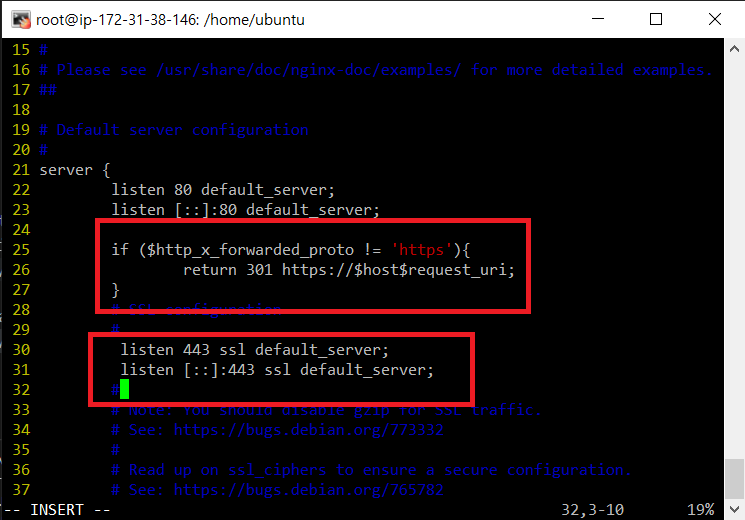 root@ip-172-31-38-146: /home/ubuntu
15 #
16 # Please see /usr/share/doc/nginx-doc/examples/ for more detailed examples.
17 ##
18
19 # Default server configuration
20 #
21 server {
22 listen 80 default_server;
23 listen [::]:80 default_server;
24
25 if ($http_x_forwarded_proto != 'https'){
26 return 301 https://$host$request_uri;
27 }
28 # SSL configuration
29 #
30 listen 443 ssl default_server;
31 listen [::]:443 ssl default_server;
32 #
33 # Note: You should disable gzip for SSL traffic.
34 # See: https://bugs.debian.org/773332
35 #
36 # Read up on ssl_ciphers to ensure a secure configuration.
37 # See: https://bugs.debian.org/765782
-- INSERT -- 32,3-10 19%